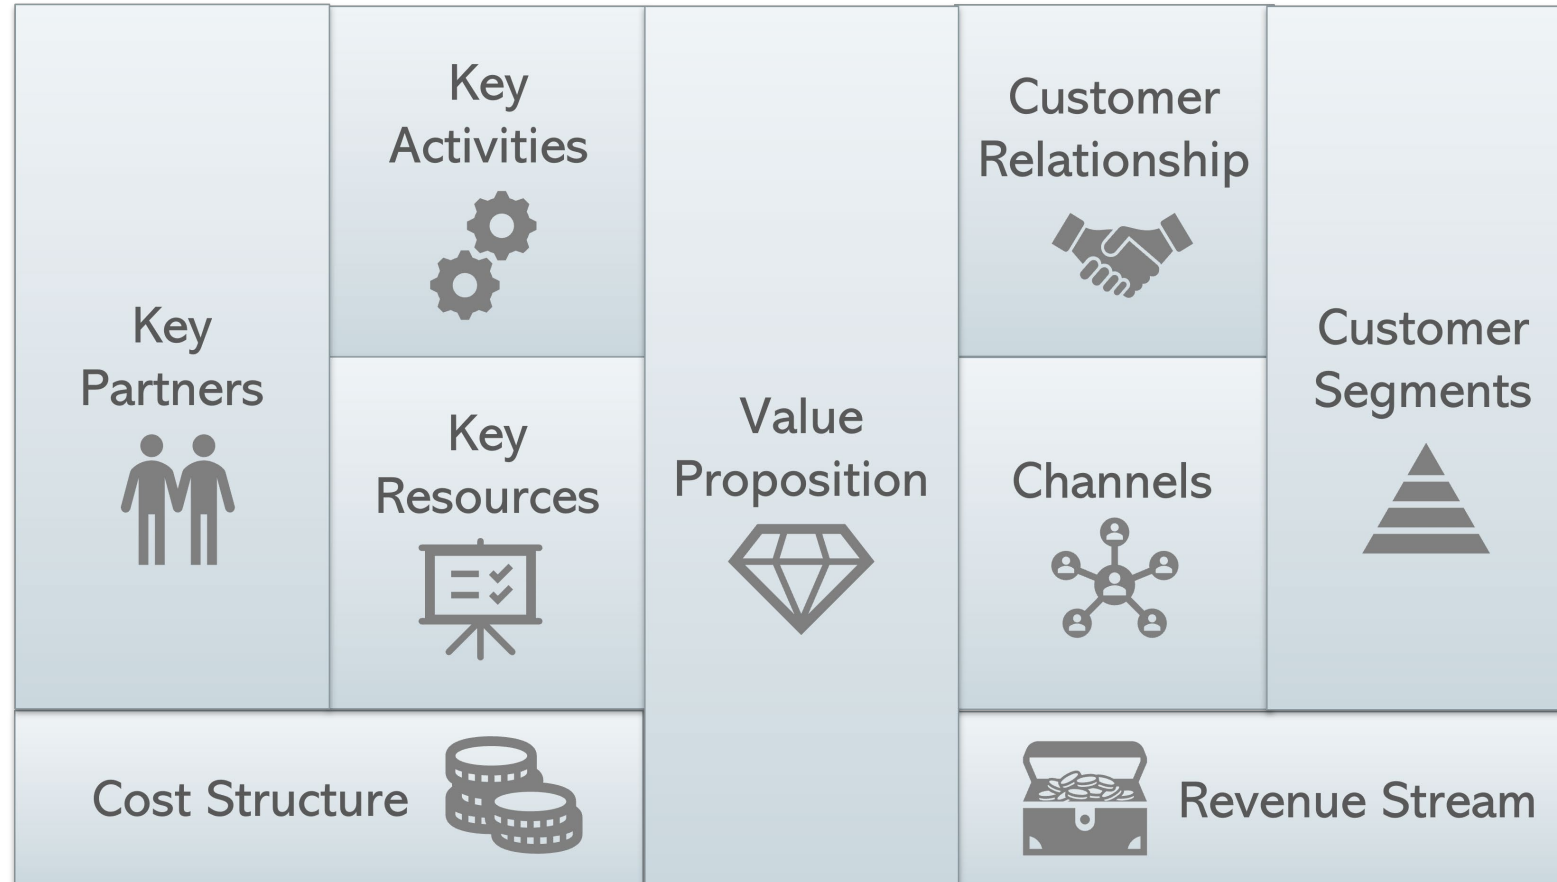 Key
Partners
Key
Activities
Key
Resources
Value
Proposition
Customer
Relationship
Channels
Customer
Segments
Cost Structure
Revenue Stream